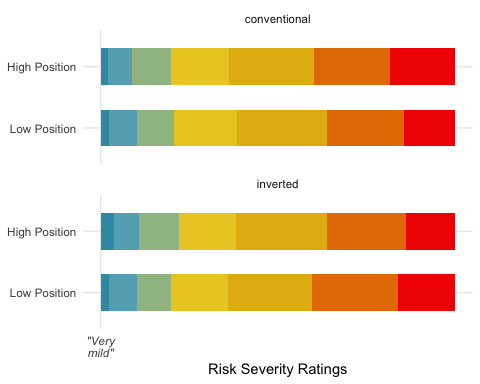 conventional
High Position
Low Position
inverted
High Position
Low Position
"Very
mild"
Risk Severity Ratings